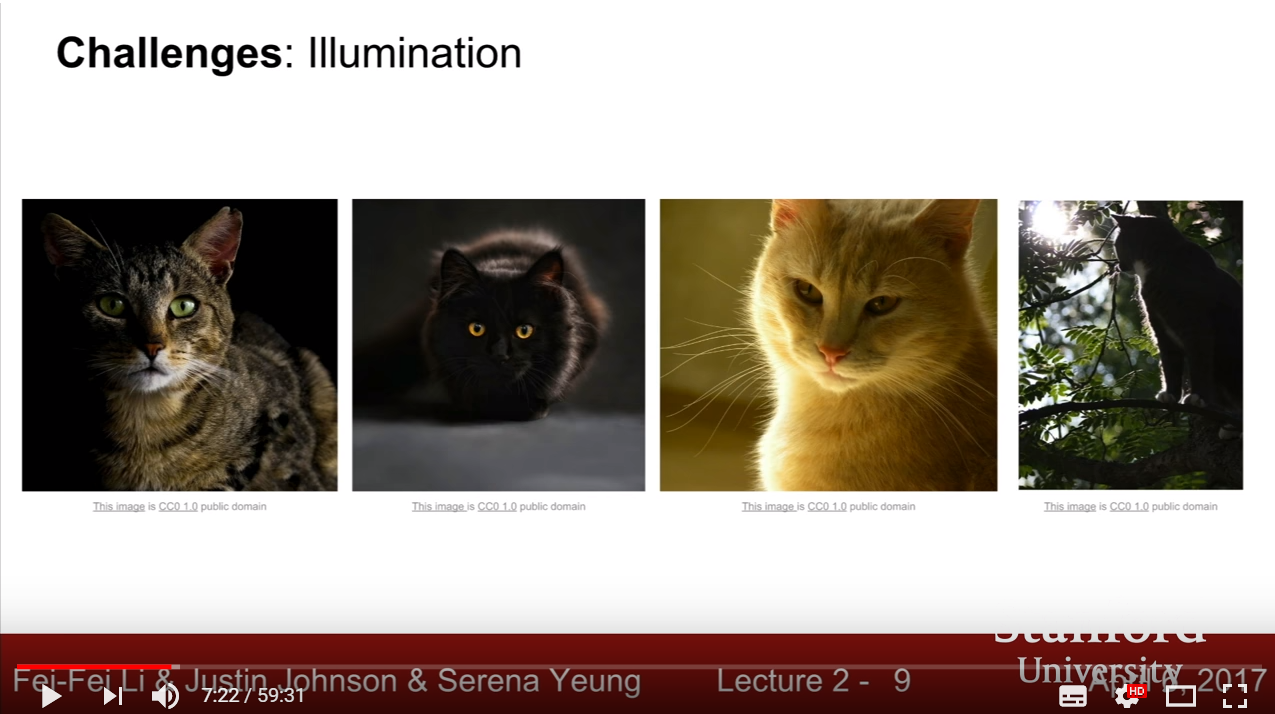 Challenges: Illumination
This image is CC0 1.0 public domain
This image is CC0 1.0 public domain
This image is CC0 1.0 public domain
This image is CC0 1.0 public domain
Stanford
University
Fei-Fei Li & Justin Johnson & Serena Yeung
Lecture 2 - 9
April 2017
7:22 / 59:31
HD